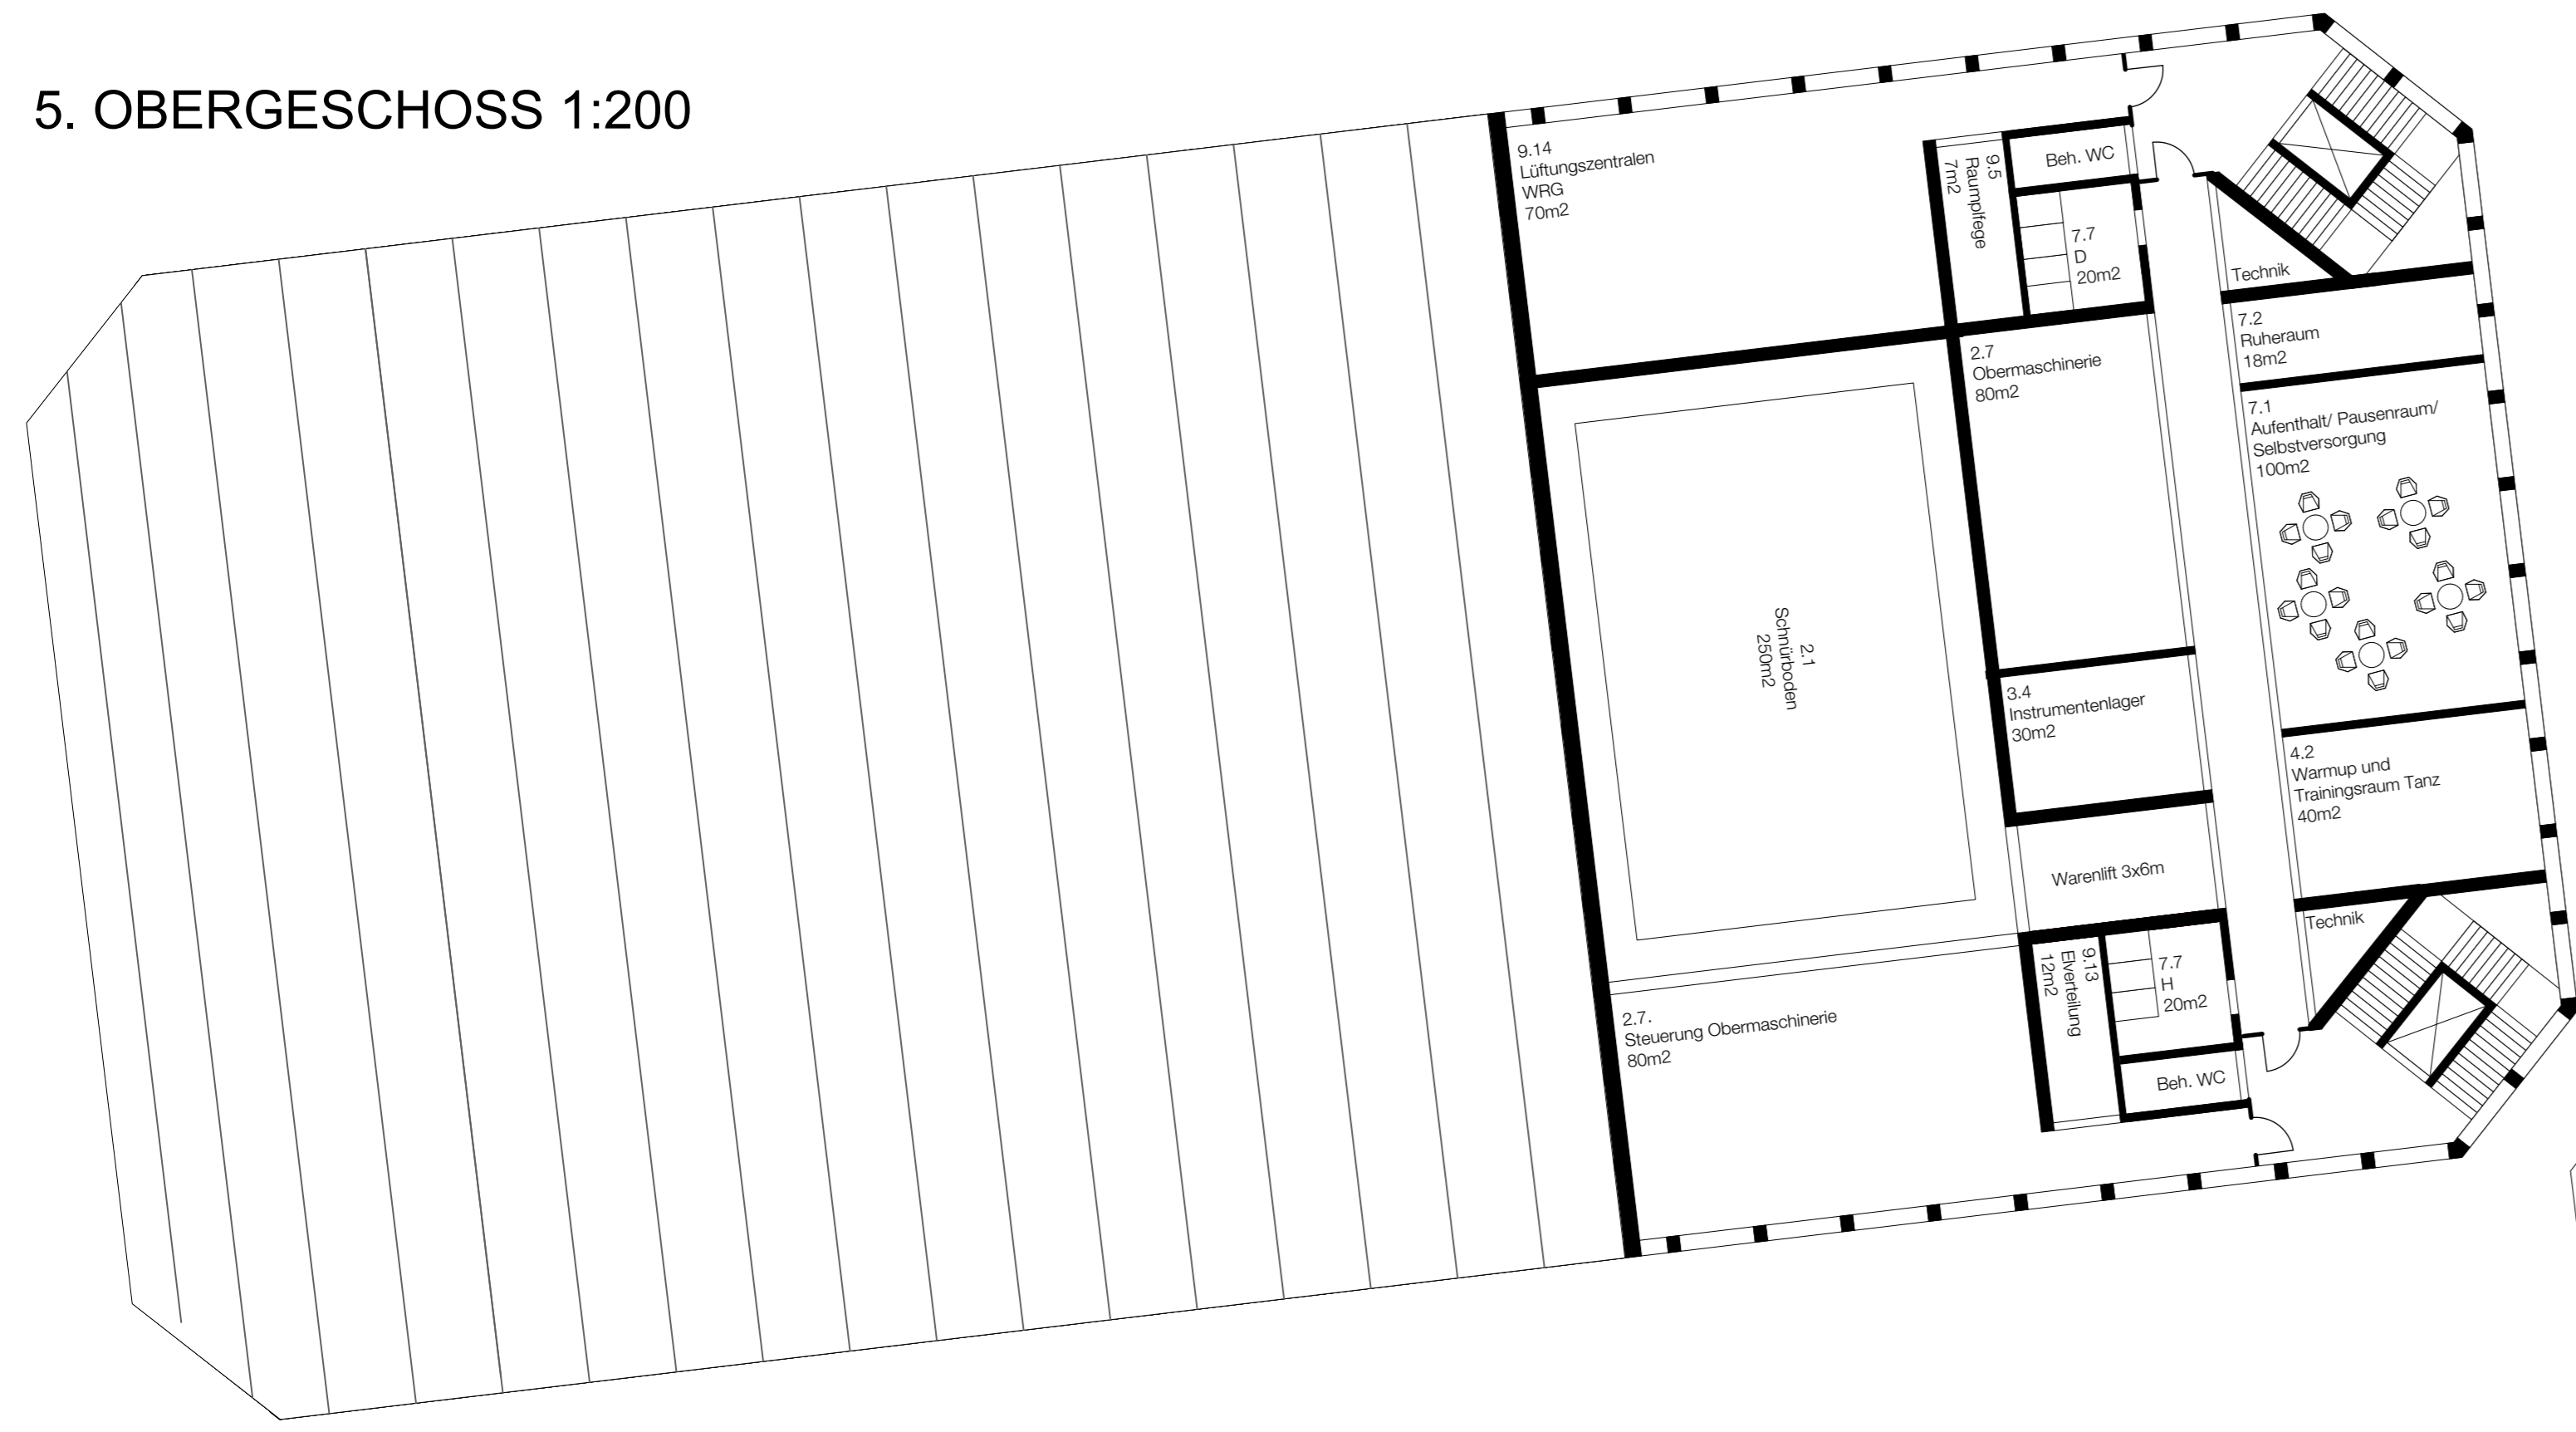 5. OBERGESCHOSS 1:200
9.14
Lüftungszentralen
WRG
70m2
9.5
Raumplfege
7m2
Beh. WC
7.7
D
20m2
Technik
7.2
Ruheraum
18m2
2.7
Obermaschinerie
80m2
7.1
Aufenthalt/ Pausenraum/
Selbstversorgung
100m2
2.1
Schnürboden
250m2
3.4
Instrumentenlager
30m2
4.2
Warmup und
Trainingsraum Tanz
40m2
Warenlift 3x6m
Technik
9.13
Elverteilung
12m2
7.7
H
20m2
2.7.
Steuerung Obermaschinerie
80m2
Beh. WC